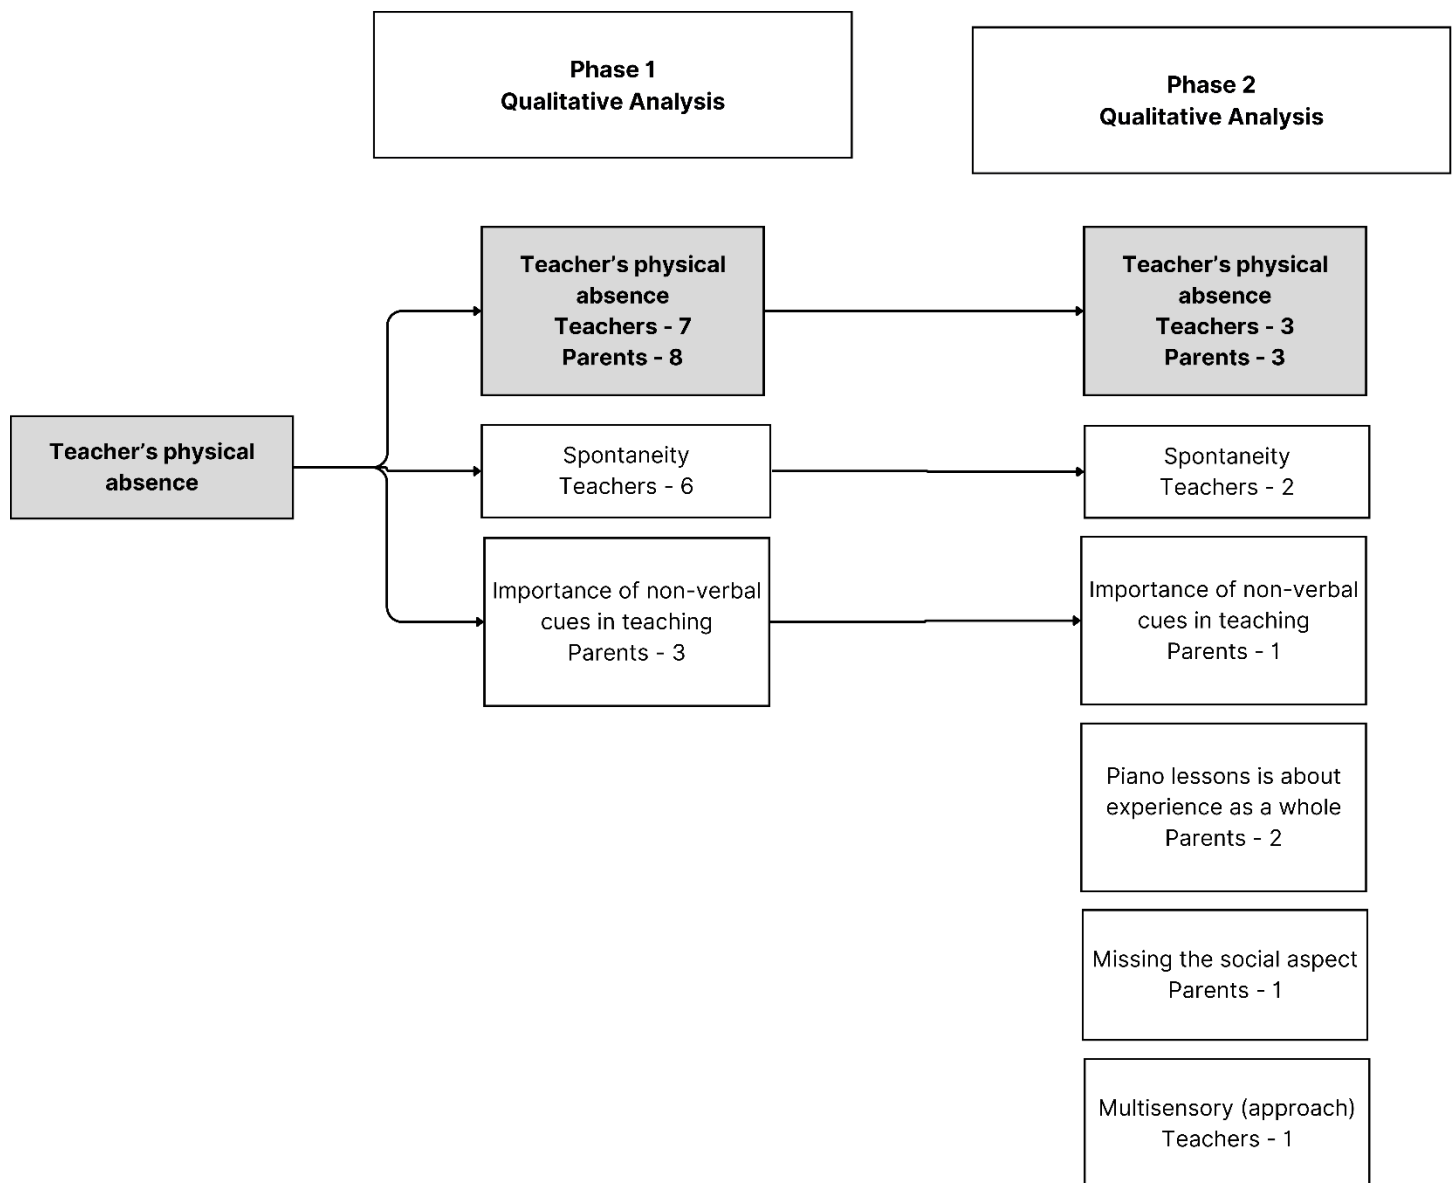 Phase 1
Qualitative Analysis
Phase 2
Qualitative Analysis
Teacher’s physical
absence
Teacher’s physical
absence
Teachers - 7
Parents - 8
Teacher’s physical
absence
Teachers - 3
Parents - 3
Spontaneity
Teachers - 6
Spontaneity
Teachers - 2
Importance of non-verbal
cues in teaching
Parents - 3
Importance of non-verbal
cues in teaching
Parents - 1
Piano lessons is about
experience as a whole
Parents - 2
Missing the social aspect
Parents - 1
Multisensory (approach)
Teachers - 1